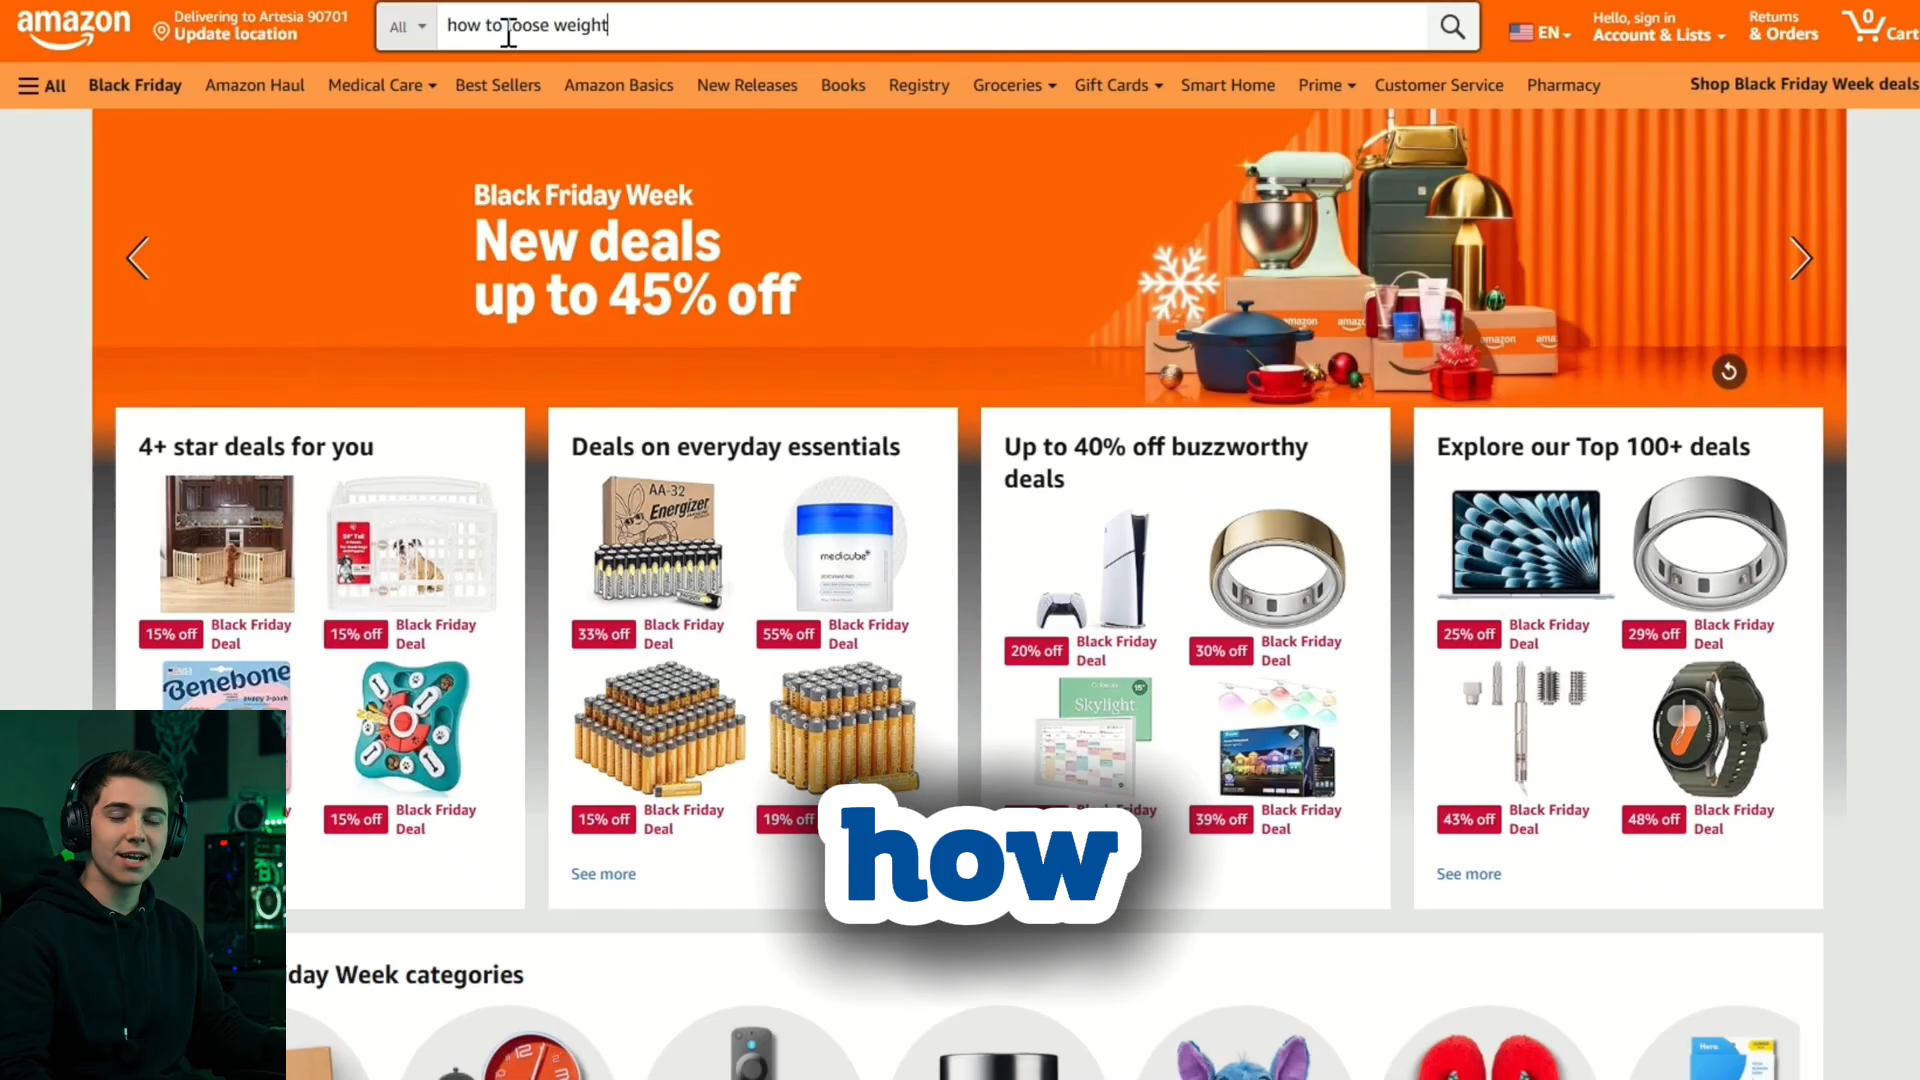 amazon
Delivering to Artesia 90701
Update location
All
how to loose weight
EN
Hello, sign in
Account & Lists
Returns
& Orders
0
Cart
All
Black Friday
Amazon Haul
Medical Care
Best Sellers
Amazon Basics
New Releases
Books
Registry
Groceries
Gift Cards
Smart Home
Prime
Customer Service
Pharmacy
Shop Black Friday Week deals
Black Friday Week
New deals
up to 45% off
amazon
amazon
4+ star deals for you
15% off
Black Friday
Deal
15% off
Black Friday
Deal
Benebone
15% off
Black Friday
Deal
Deals on everyday essentials
AA-32
Energizer
medicube
33% off
Black Friday
Deal
55% off
Black Friday
Deal
15% off
Black Friday
Deal
19% off
Black Friday
Deal
See more
Up to 40% off buzzworthy
deals
20% off
Black Friday
Deal
30% off
Black Friday
Deal
15"
Skylight
39% off
Black Friday
Deal
Explore our Top 100+ deals
25% off
Black Friday
Deal
29% off
Black Friday
Deal
43% off
Black Friday
Deal
48% off
Black Friday
Deal
See more
how
day Week categories
12